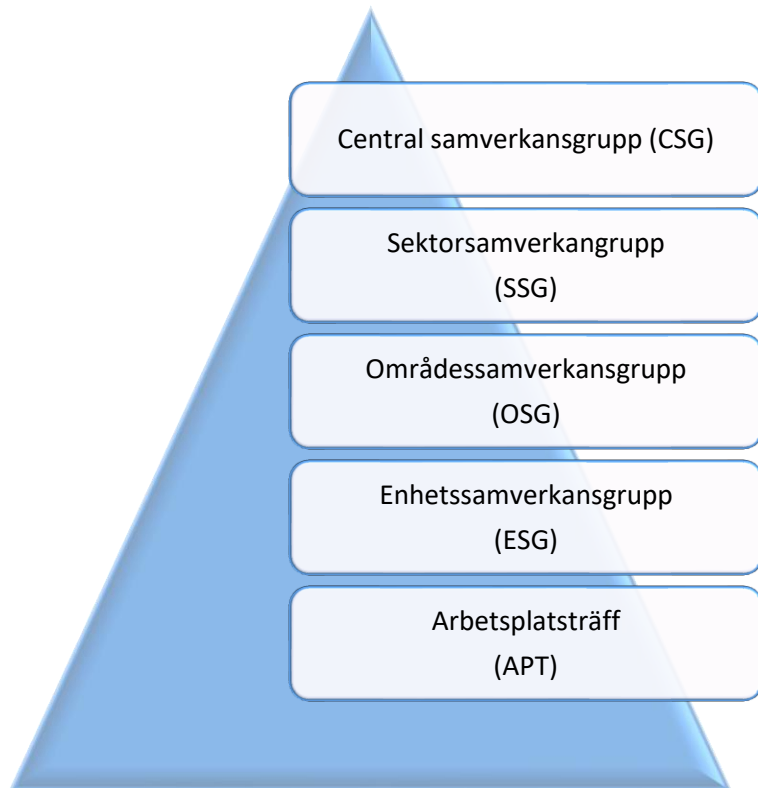 Central samverkansgrupp (CSG)
Sektorsamverkangrupp
(SSG)
Områdessamverkansgrupp
(OSG)
Enhetssamverkansgrupp
(ESG)
Arbetsplatsträff
(APT)